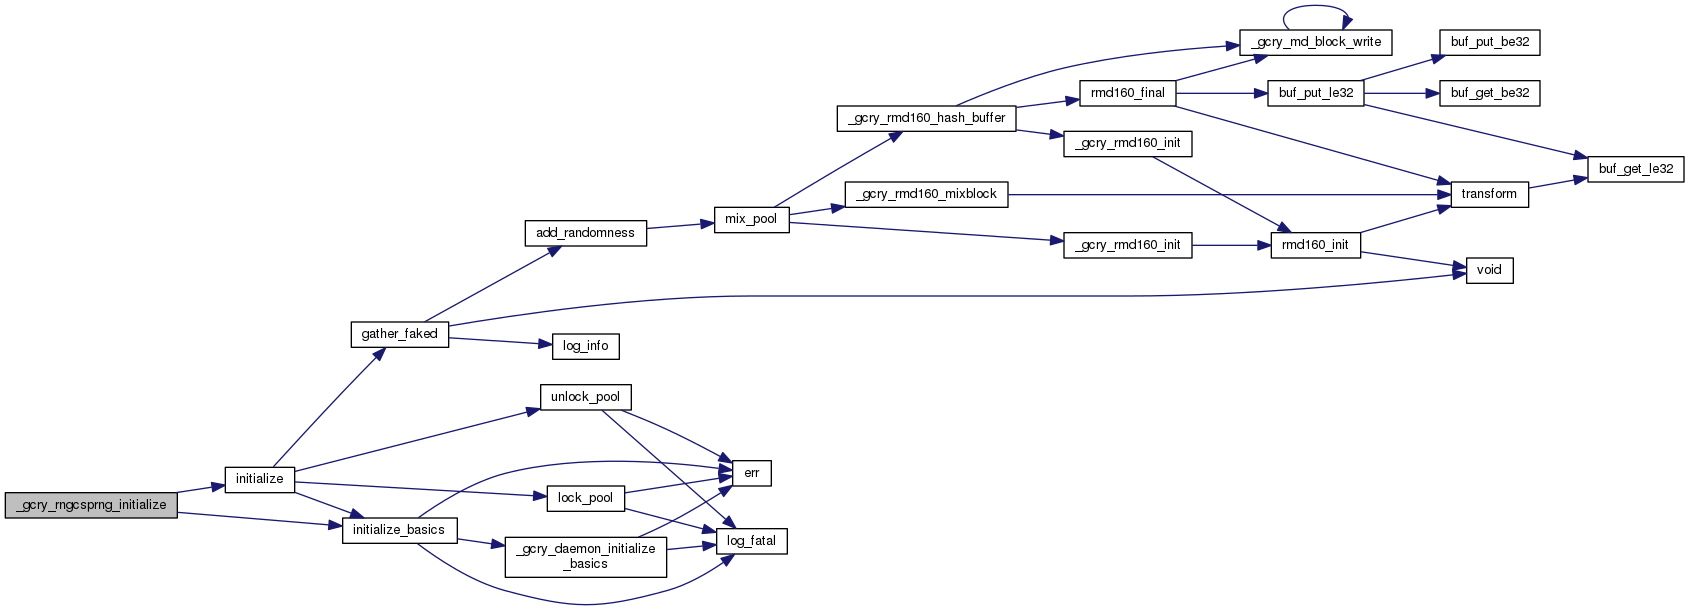 _gcry_md_block_write
buf_put_be32
rmd160_final
buf_put_le32
buf_get_be32
_gcry_rmd160_hash_buffer
_gcry_rmd160_init
buf_get_le32
_gcry_rmd160_mixblock
transform
mix_pool
add_randomness
_gcry_rmd160_init
rmd160_init
void
gather_faked
log_info
unlock_pool
initialize
err
_gcry_rngcsprng_initialize
lock_pool
initialize_basics
log_fatal
_gcry_daemon_initialize
_basics